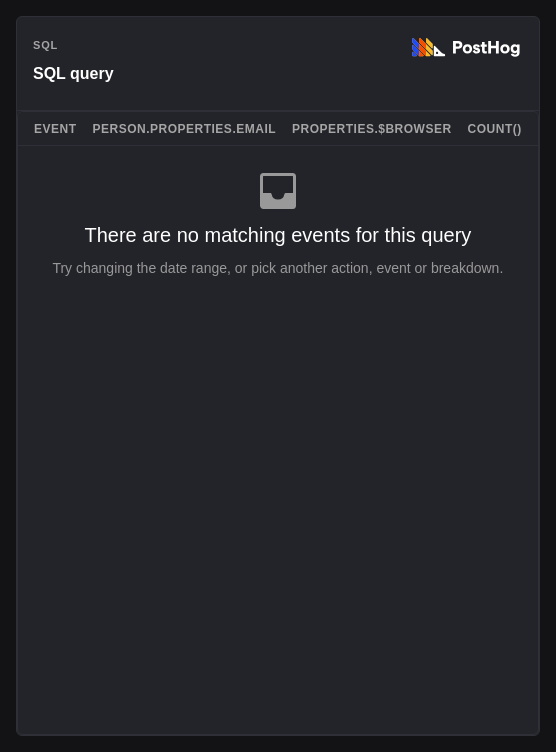 SQL
PostHog
SQL query
EVENT PERSON.PROPERTIES.EMAIL PROPERTIES.$BROWSER COUNT()
There are no matching events for this query
Try changing the date range, or pick another action, event or breakdown.